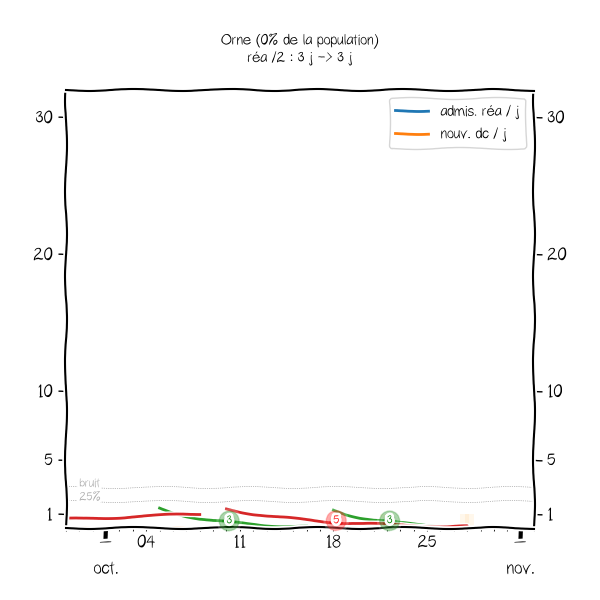 Orne (0% de la population)
réa /2 : 3 j -> 3 j
admis. réa / j
nouv. dc / j
30
30
20
20
10
10
5
5
bruit
25%
1
1
3
5
3
04
11
18
25
oct.
nov.